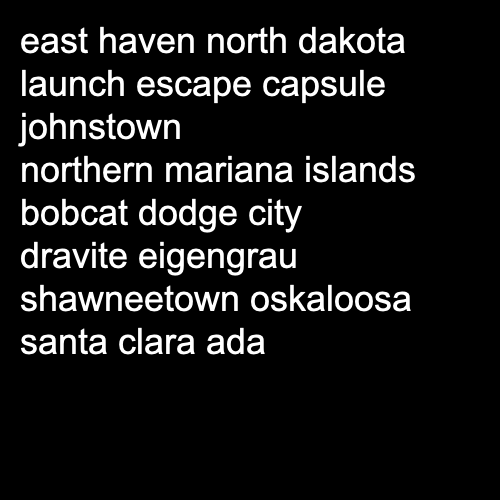 east haven north dakota
launch escape capsule
johnstown
northern mariana islands
bobcat dodge city
dravite eigengrau
shawneetown oskaloosa
santa clara ada